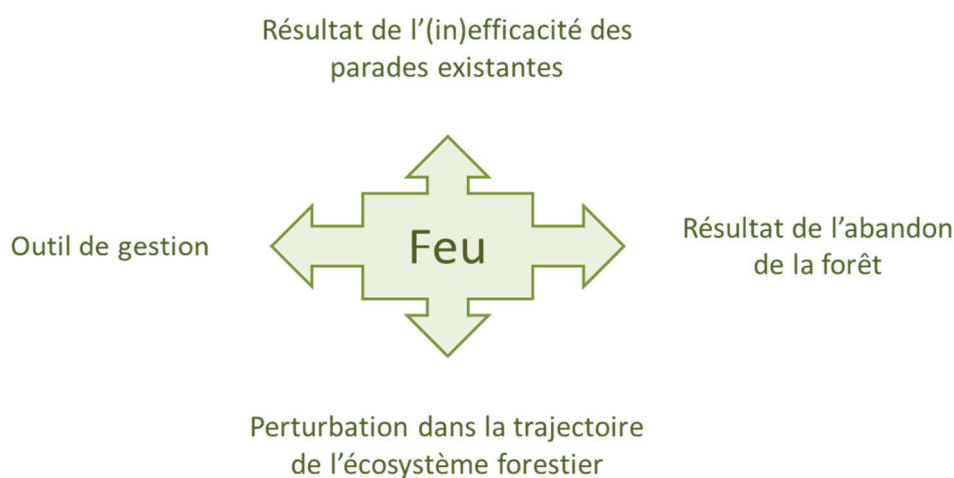 Résultat de l'(in)efficacité des
parades existantes
Outil de gestion
Feu
Résultat de l'abandon
de la forêt
Perturbation dans la trajectoire
de l'écosystème forestier